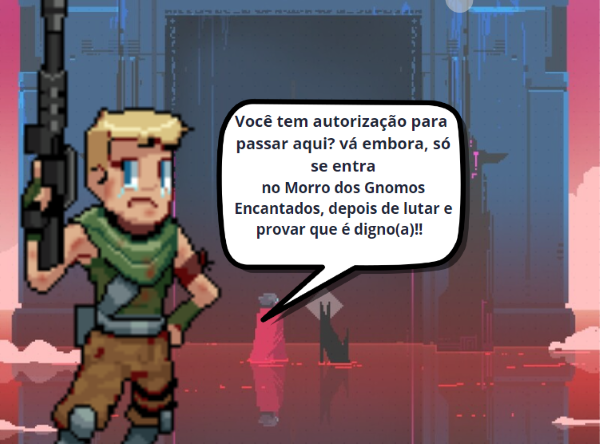 Você tem autorização para
passar aqui? vá embora, só
se entra
no Morro dos Gnomos
Encantados, depois de lutar e
provar que é digno(a)!!